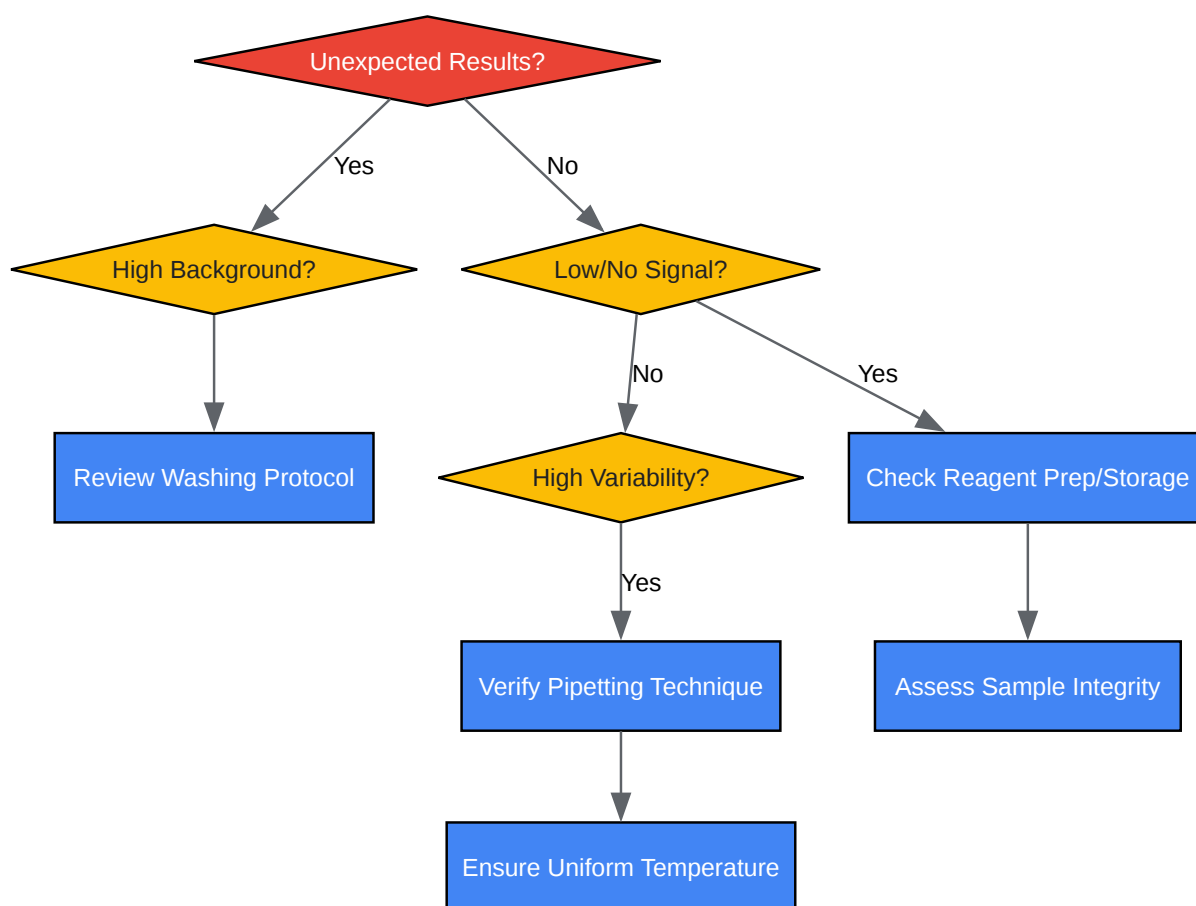 Unexpected Results?
Yes
No
High Background?
Low/No Signal?
No
Yes
Review Washing Protocol
High Variability?
Check Reagent Prep/Storage
Yes
Verify Pipetting Technique
Assess Sample Integrity
Ensure Uniform Temperature